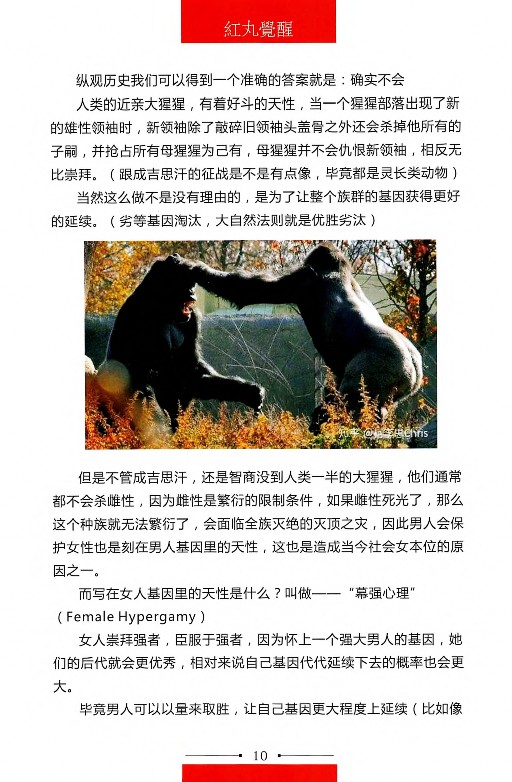 紅丸覺醒
纵观历史我们可以得到一个准确的答案就是：确实不会
人类的近亲大猩猩，有着好斗的天性，当一个猩猩部落出现了新
的雄性领袖时，新领袖除了敲碎旧领袖头盖骨之外还会杀掉他所有的
子嗣，并抢占所有母猩猩为己有，母猩猩并不会仇恨新领袖，相反无
比崇拜。（跟成吉思汗的征战是不是有点像，毕竟都是灵长类动物）
当然这么做不是没有理由的，是为了让整个族群的基因获得更好
的延续。（劣等基因淘汰，大自然法则就是优胜劣汰）
但是不管成吉思汗，还是智商没到人类一半的大猩猩，他们通常
都不会杀雌性，因为雌性是繁衍的限制条件，如果雌性死光了，那么
这个种族就无法繁衍了，会面临全族灭绝的灭顶之灾，因此男人会保
护女性也是刻在男人基因里的天性，这也是造成当今社会女本位的原
因之一。
而写在女人基因里的天性是什么？叫做——“幕强心理”
（Female Hypergamy）
女人崇拜强者，臣服于强者，因为怀上一个强大男人的基因，她
们的后代就会更优秀，相对来说自己基因代代延续下去的概率也会更
大。
毕竟男人可以以量来取胜，让自己基因更大程度上延续（比如像
10